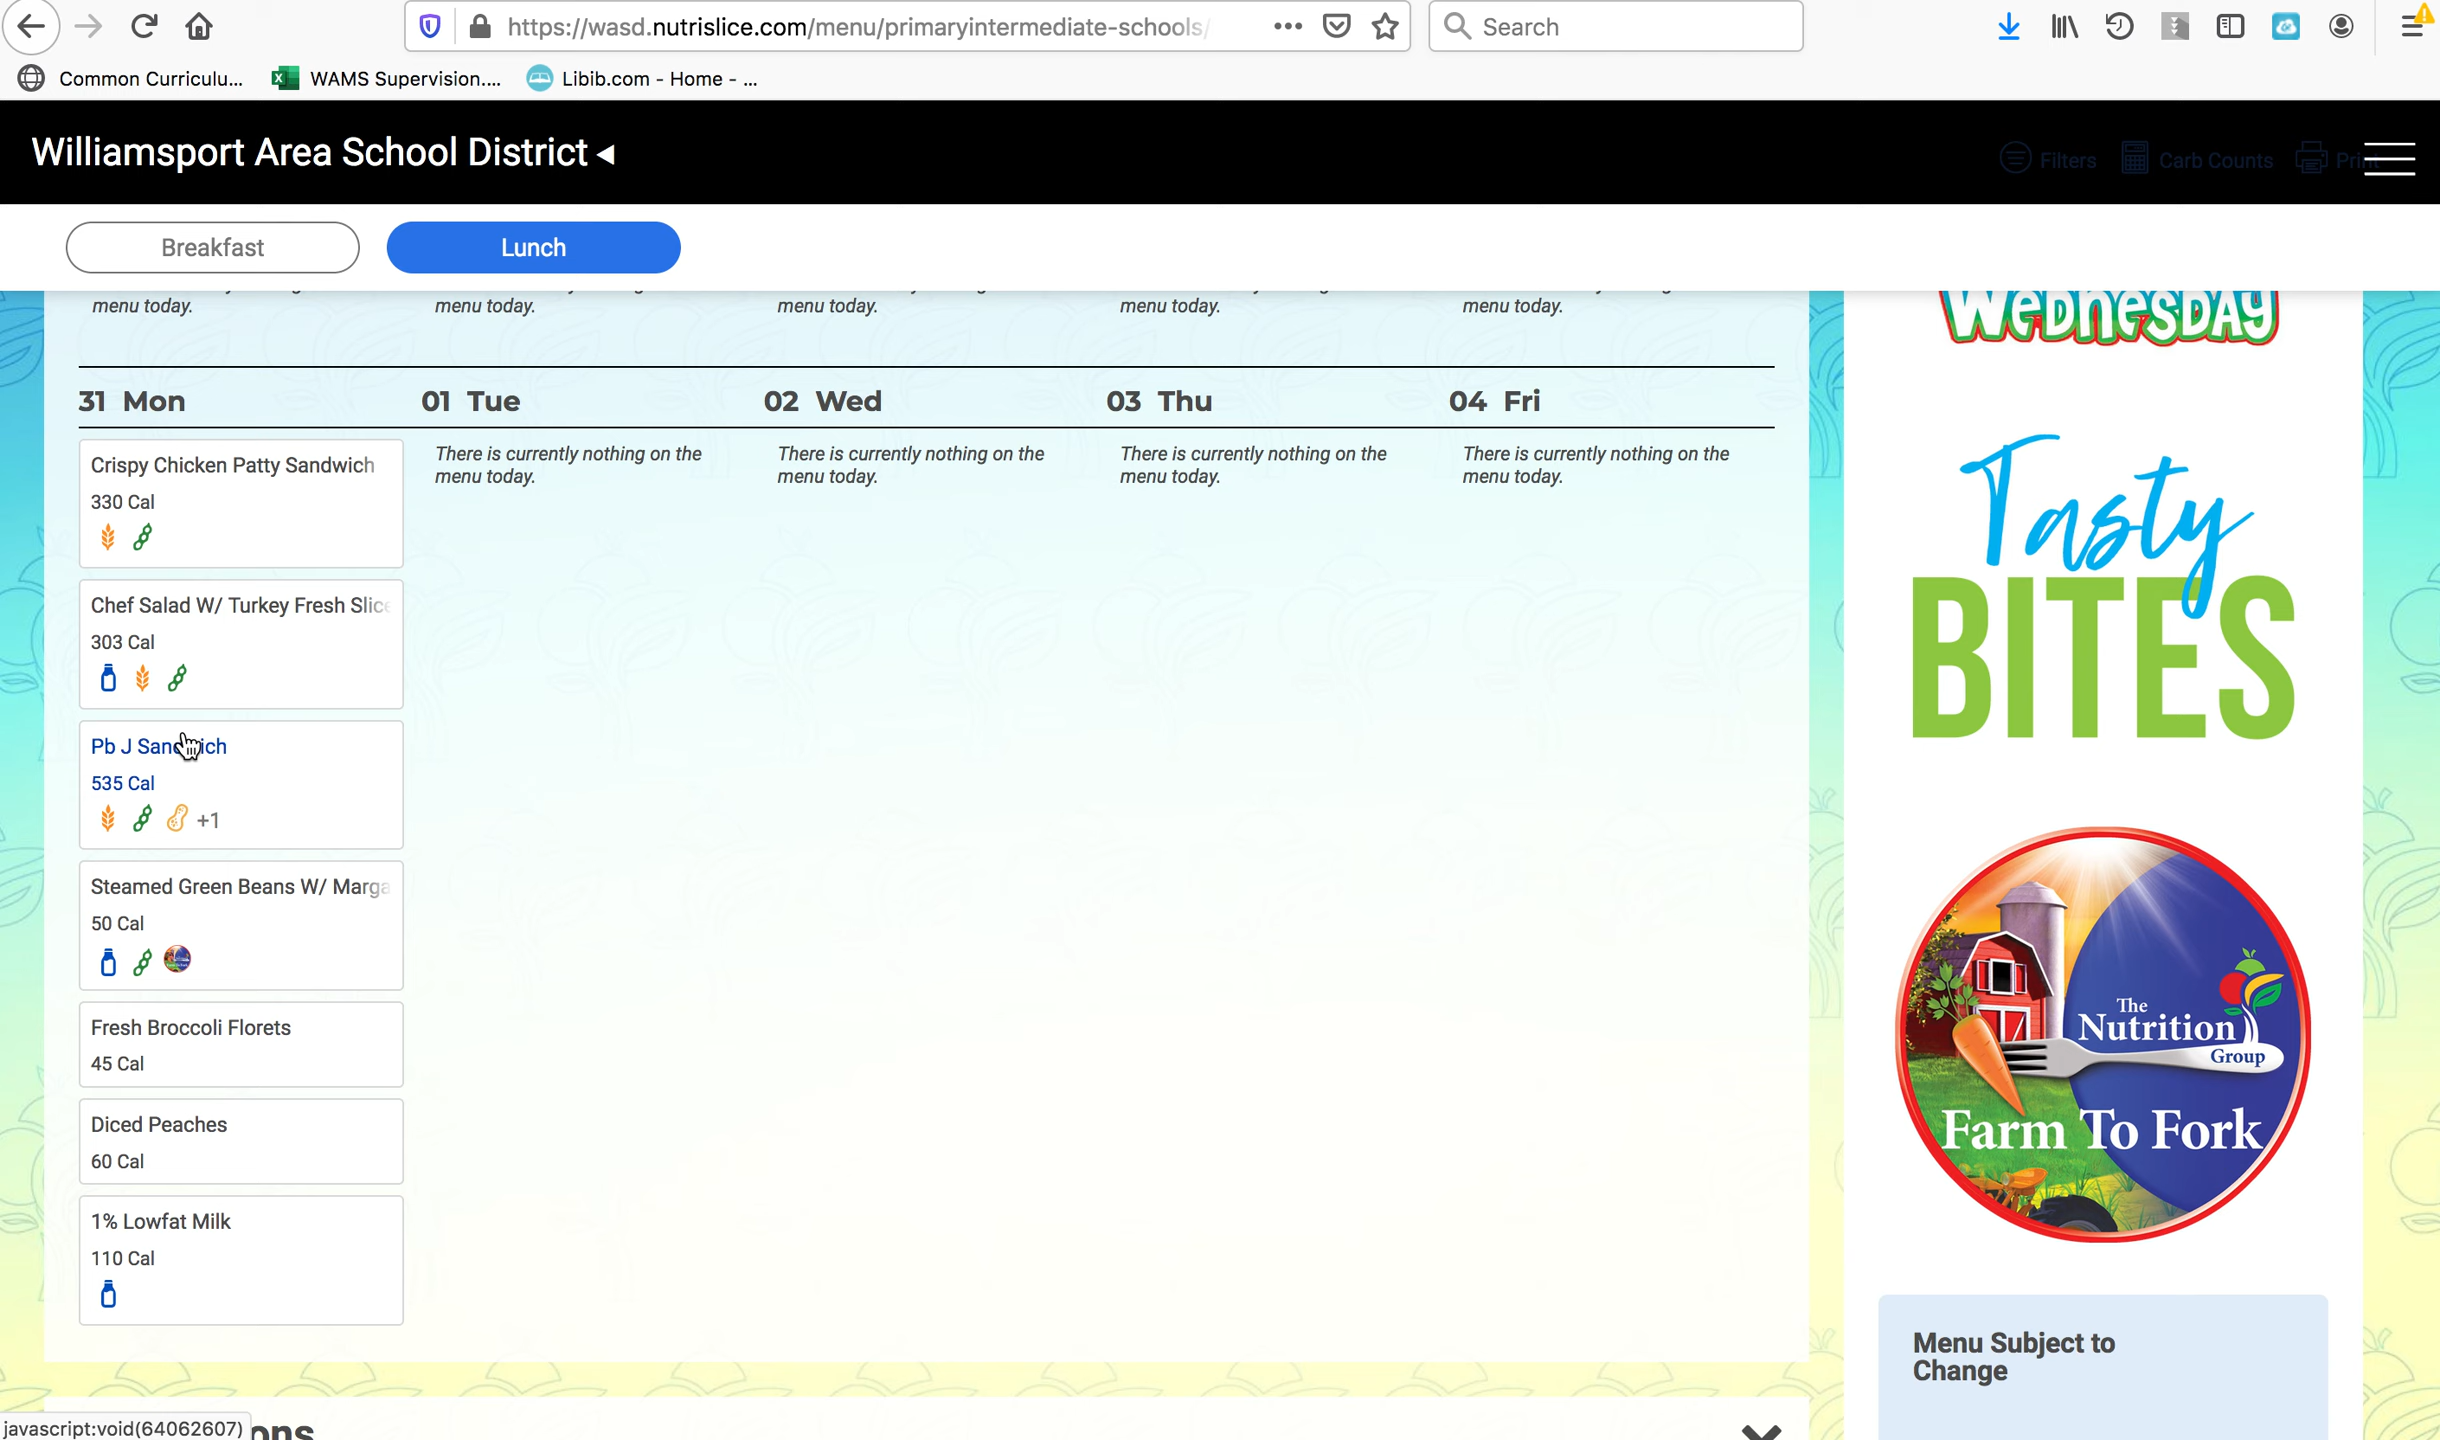 https://wasd.nutrislice.com/menu/primaryintermediate-schools/
Search
Common Curriculu...
WAMS Supervision....
Libib.com - Home - ...
Williamsport Area School District
Filters
Carb Counts
Print
Breakfast
Lunch
menu today.
menu today.
menu today.
menu today.
menu today.
31 Mon
01 Tue
02 Wed
03 Thu
04 Fri
Crispy Chicken Patty Sandwich
330 Cal
Chef Salad W/ Turkey Fresh Slice
303 Cal
Pb J Sandwich
535 Cal
+1
Steamed Green Beans W/ Marga
50 Cal
Fresh Broccoli Florets
45 Cal
Diced Peaches
60 Cal
1% Lowfat Milk
110 Cal
There is currently nothing on the
menu today.
There is currently nothing on the
menu today.
There is currently nothing on the
menu today.
There is currently nothing on the
menu today.
Wednesday
Tasty
BITES
The
Nutrition
Group
Farm To Fork
Menu Subject to
Change
javascript:void(64062607)